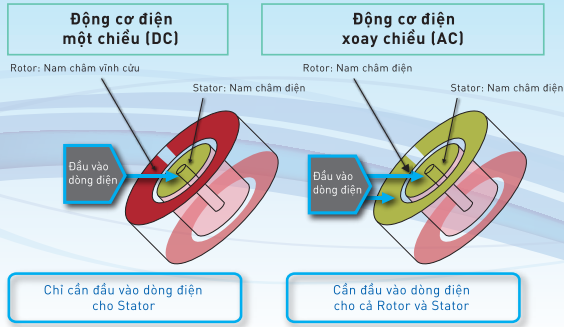 Động cơ điện
một chiều (DC)
Rotor: Nam châm vĩnh cửu
Stator: Nam châm điện
Đầu vào
dòng điện
Chỉ cần đầu vào dòng điện
cho Stator
Động cơ điện
xoay chiều (AC)
Rotor: Nam châm điện
Stator: Nam châm điện
Đầu vào
dòng điện
Cần đầu vào dòng điện
cho cả Rotor và Stator